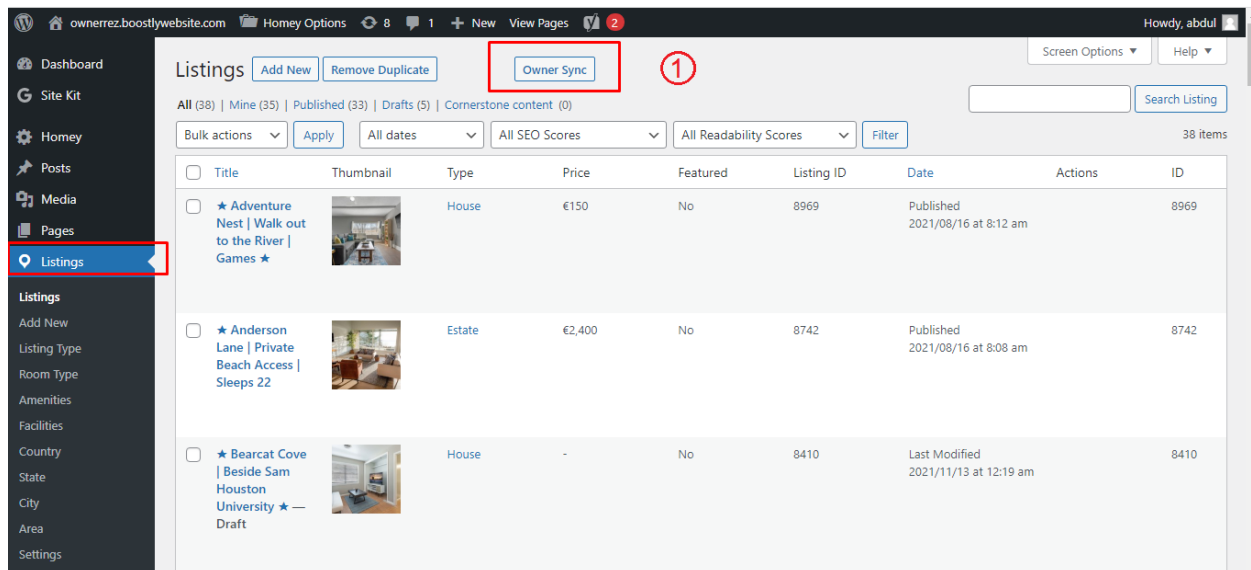 ownerrez.boostlywebsite.com Homey Options 8 1 New View Pages 2 Howdy, abdul
Dashboard
Site Kit
Homey
Posts
Media
Pages
Listings
Listings
Add New
Listing Type
Room Type
Amenities
Facilities
Country
State
City
Area
Settings
Screen Options ▼ Help ▼
Listings Add New Remove Duplicate Owner Sync 1
All (38) | Mine (35) | Published (33) | Drafts (5) | Cornerstone content (0)
Search Listing
Bulk actions Apply All dates All SEO Scores All Readability Scores Filter 38 items
Title Thumbnail Type Price Featured Listing ID Date Actions ID
★ Adventure Nest | Walk out to the River | Games ★ House €150 No 8969 Published 2021/08/16 at 8:12 am 8969
★ Anderson Lane | Private Beach Access | Sleeps 22 Estate €2,400 No 8742 Published 2021/08/16 at 8:08 am 8742
★ Bearcat Cove | Beside Sam Houston University ★ — Draft House - No 8410 Last Modified 2021/11/13 at 12:19 am 8410